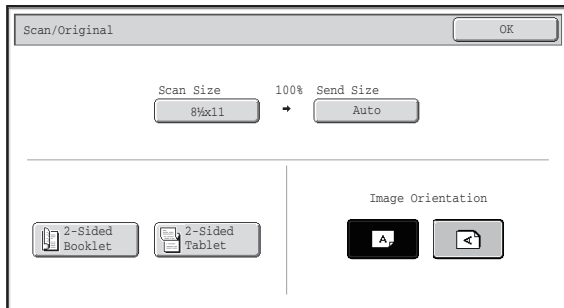 Scan/Original
OK
Scan Size 100% Send Size
8½x11 Auto
Image Orientation
2-Sided Booklet
2-Sided Tablet
A A